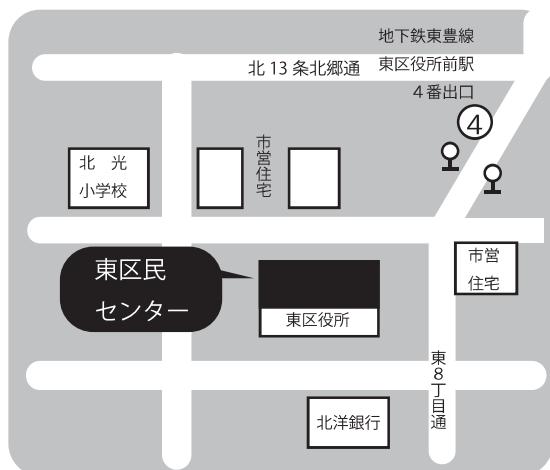 地下鉄東豊線
東区役所前駅
4番出口
④
北13条北郷通
市営住宅
北 光
小学校
市営
住宅
東区民
センター
東区役所
東8丁目通
北洋銀行